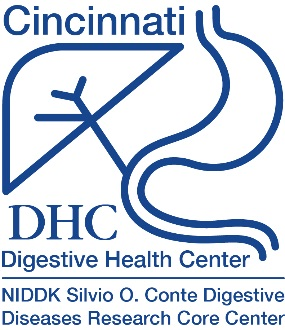 Cincinnati
DHC
Digestive Health Center
NIDDK Silvio O. Conte Digestive
Diseases Research Core Center